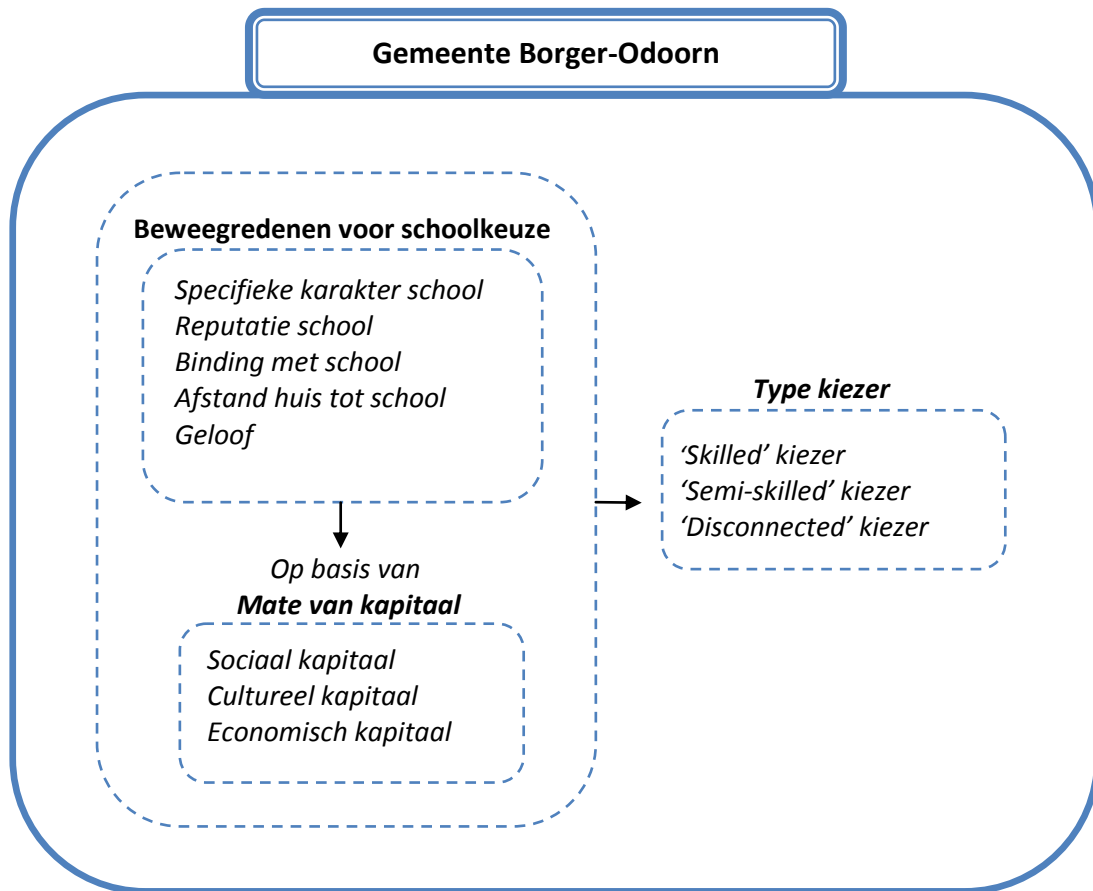 Gemeente Borger-Odoorn
Beweegredenen voor schoolkeuze
Specifieke karakter school
Reputatie school
Binding met school
Afstand huis tot school
Geloof
Op basis van
Mate van kapitaal
Sociaal kapitaal
Cultureel kapitaal
Economisch kapitaal
Type kiezer
‘Skilled’ kiezer
‘Semi-skilled’ kiezer
‘Disconnected’ kiezer